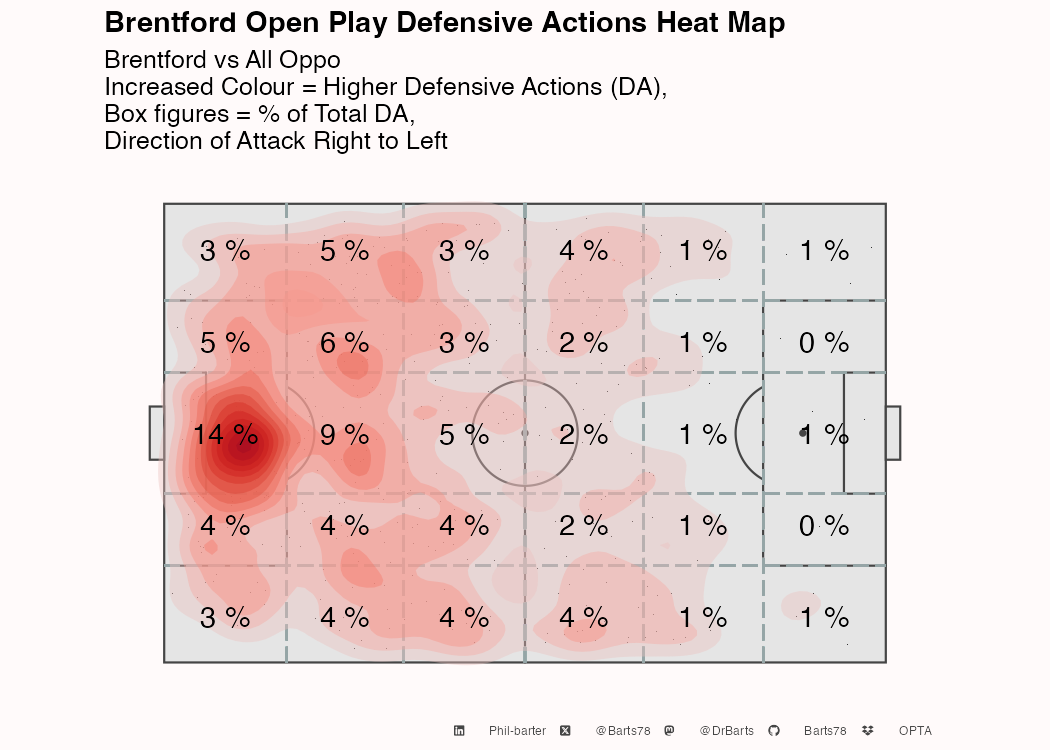 Brentford Open Play Defensive Actions Heat Map
Brentford vs All Oppo
Increased Colour = Higher Defensive Actions (DA),
Box figures = % of Total DA,
Direction of Attack Right to Left
3 % 5 % 3 % 4 % 1 % 1 %
5 % 6 % 3 % 2 % 1 % 0 %
14 % 9 % 5 % 2 % 1 % 1 %
4 % 4 % 4 % 2 % 1 % 0 %
3 % 4 % 4 % 4 % 1 % 1 %
Phil-barter @Barts78 @DrBarts Barts78 OPTA